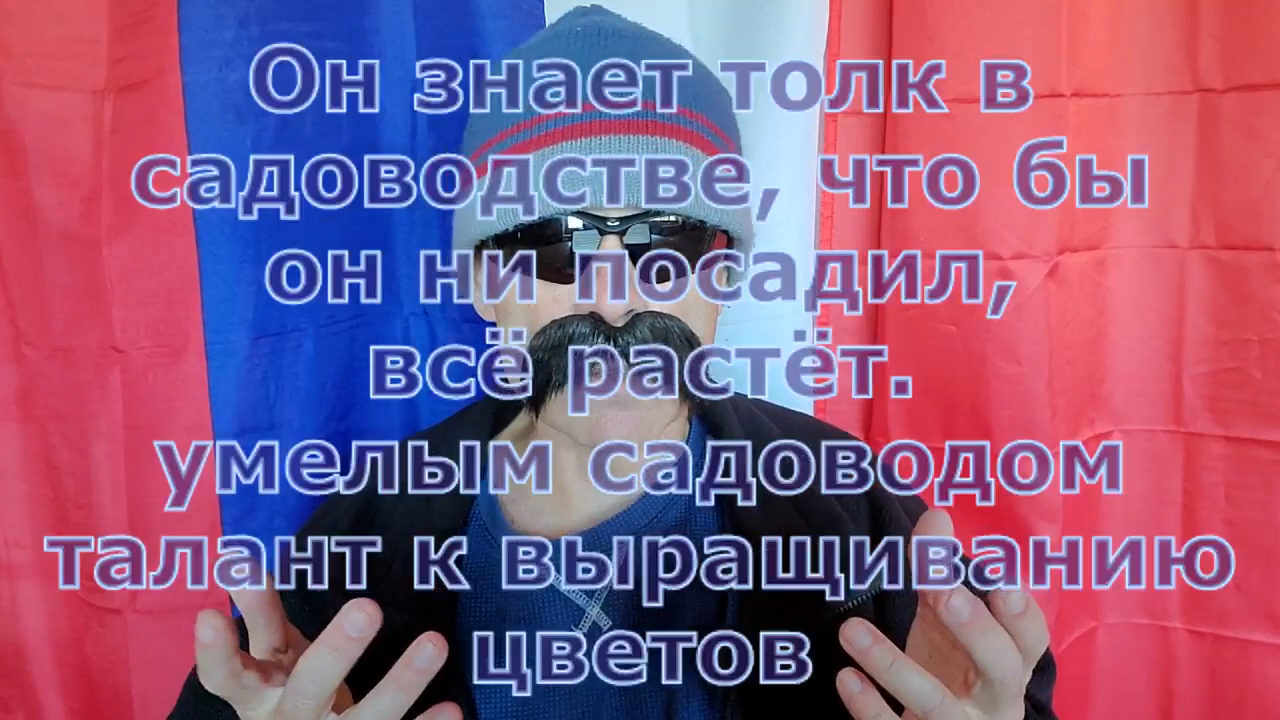 Он знает толк в
садоводстве, что бы
он ни посадил,
всё растёт.
умелым садоводом
талант к выращиванию
цветов